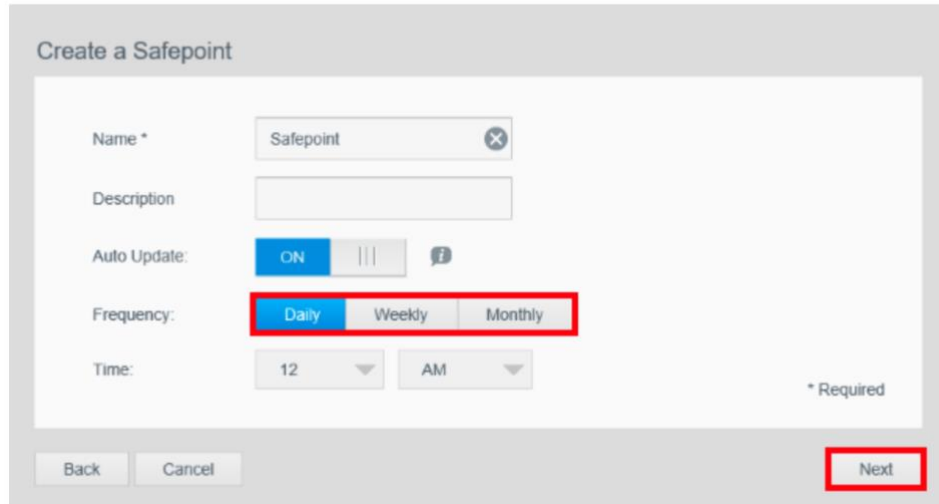 Create a Safepoint
Name * Safepoint
Description
Auto Update: ON
Frequency: Daily Weekly Monthly
Time: 12 AM
* Required
Back Cancel Next